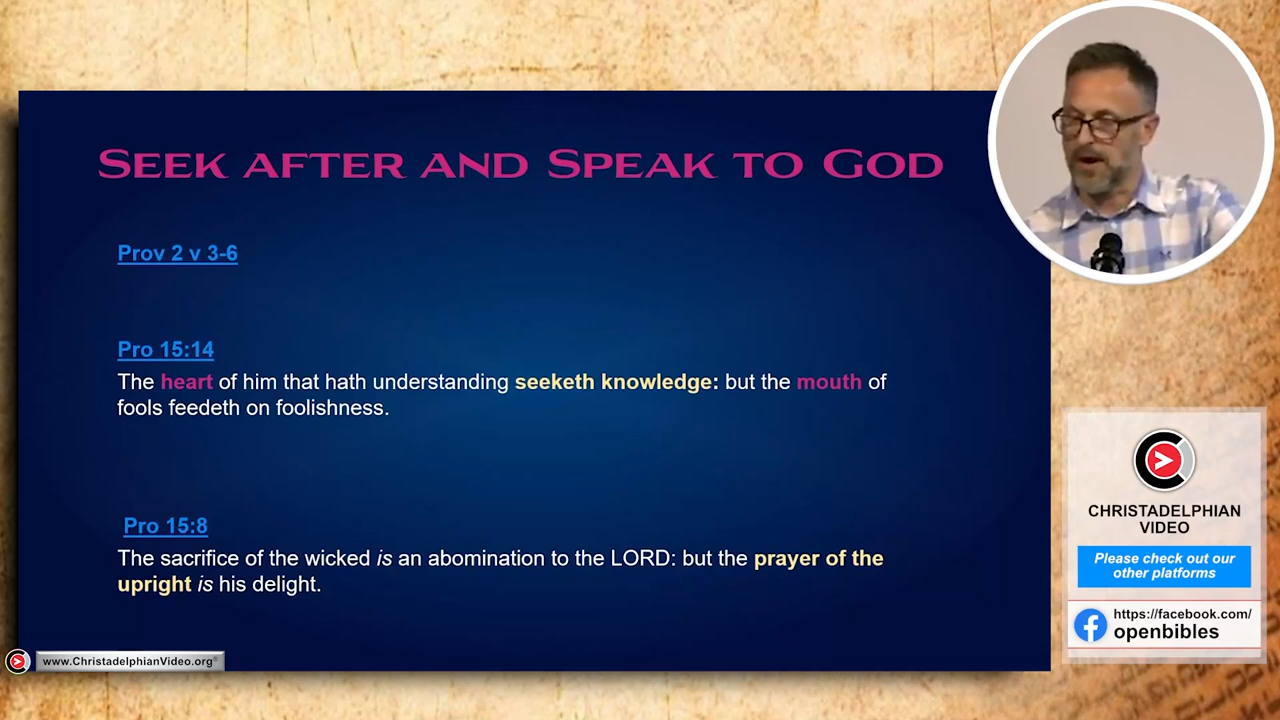 SEEK AFTER AND SPEAK TO GOD
Prov 2 v 3-6
Pro 15:14
The heart of him that hath understanding seeketh knowledge: but the mouth of
fools feedeth on foolishness.
Pro 15:8
The sacrifice of the wicked is an abomination to the LORD: but the prayer of the
upright is his delight.
www.ChristadelphianVideo.org®
CHRISTADELPHIAN
VIDEO
Please check out our
other platforms
https://facebook.com/
openbibles